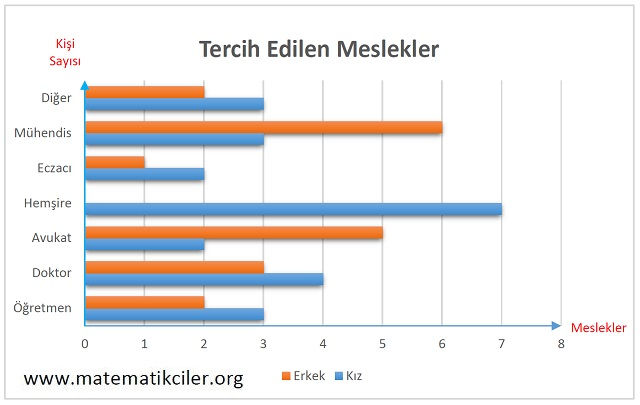 Kişi
Sayısı
Tercih Edilen Meslekler
Diğer
Mühendis
Eczacı
Hemşire
Avukat
Doktor
Öğretmen
0 1 2 3 4 5 6 7 8
Meslekler
Erkek Kız
www.matematikciler.org